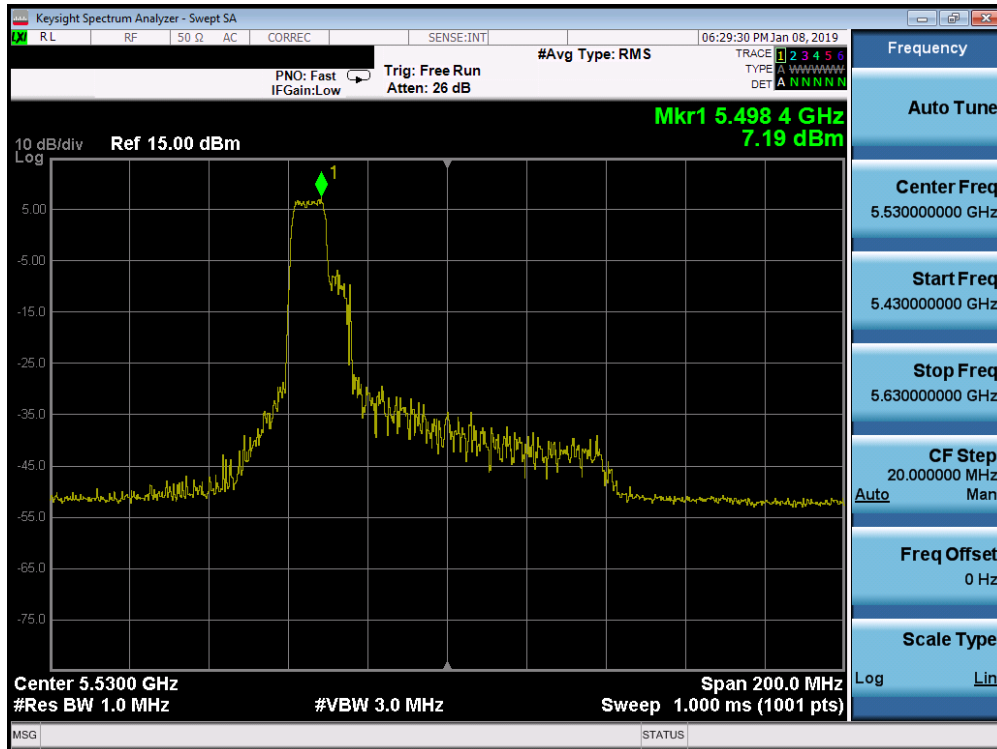 Keysight Spectrum Analyzer - Swept SA
LXI RL RF 50 Ω AC CORREC SENSE:INT 06:29:30 PM Jan 08, 2019
#Avg Type: RMS
TRACE 1 2 3 4 5 6
TYPE A WWWWW
DET A N N N N N
PNO: Fast
IFGain:Low
Trig: Free Run
Atten: 26 dB
Mkr1 5.498 4 GHz
7.19 dBm
10 dB/div
Log
Ref 15.00 dBm
1
5.00
-5.00
-15.0
-25.0
-35.0
-45.0
-55.0
-65.0
-75.0
Center 5.5300 GHz
Span 200.0 MHz
#Res BW 1.0 MHz
#VBW 3.0 MHz
Sweep 1.000 ms (1001 pts)
MSG
STATUS
Frequency
Auto Tune
Center Freq
5.530000000 GHz
Start Freq
5.430000000 GHz
Stop Freq
5.630000000 GHz
CF Step
20.000000 MHz
Auto Man
Freq Offset
0 Hz
Scale Type
Log Lin